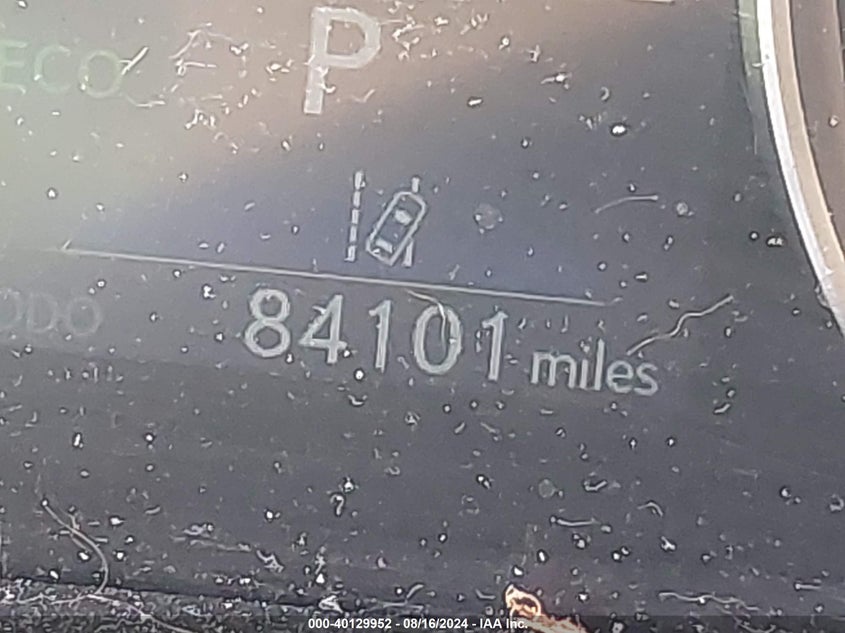 ECO P
ODO 84101 miles
000-40129952 - 08/16/2024 - IAA Inc.